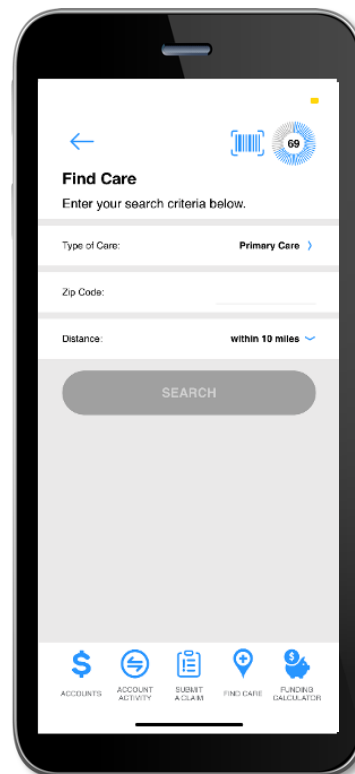 69
Find Care
Enter your search criteria below.
Type of Care: Primary Care
Zip Code:
Distance: within 10 miles
SEARCH
ACCOUNTS
ACCOUNT
ACTIVITY
SUBMIT
A CLAIM
FIND CARE
FUNDING
CALCULATOR